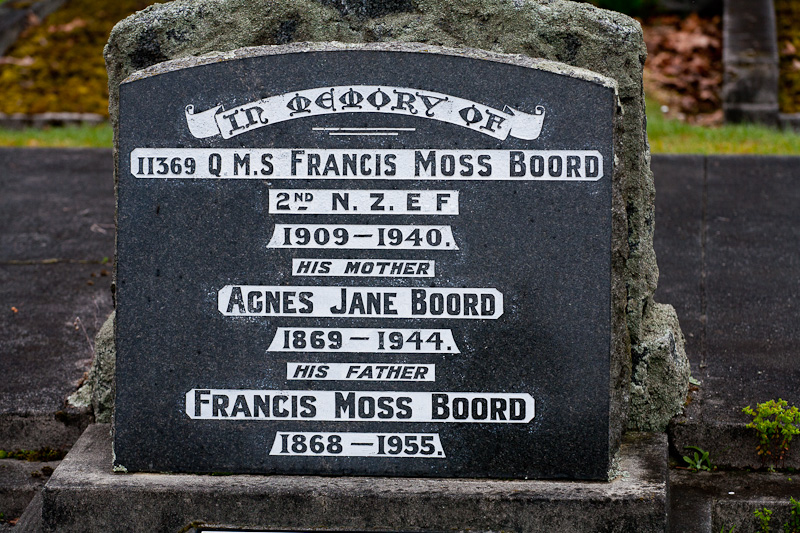 IN MEMORY OF
11369 Q.M.S FRANCIS MOSS BOORD
2ND N. Z. E F
1909—1940.
HIS MOTHER
AGNES JANE BOORD
1869—1944.
HIS FATHER
FRANCIS MOSS BOORD
1868—1955.